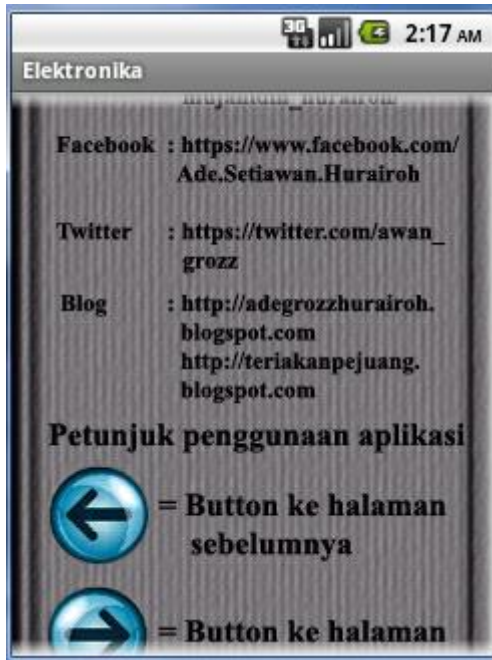 3G
2:17 AM
Elektronika
Facebook : https://www.facebook.com/
Ade.Setiawan.Hurairoh
Twitter : https://twitter.com/awan_
grozz
Blog : http://adegrozzhurairoh.
blogspot.com
http://teriakanpejuang.
blogspot.com
Petunjuk penggunaan aplikasi
= Button ke halaman
sebelumnya
= Button ke halaman